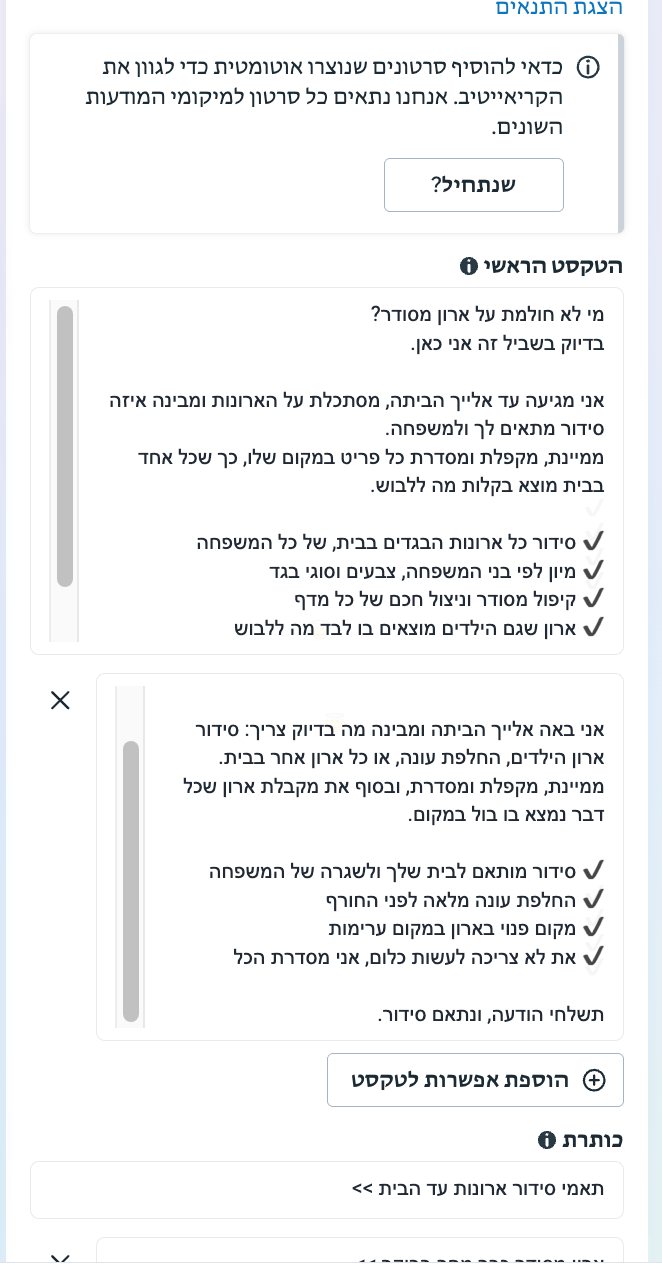 הצגת התנאים
כדאי להוסיף סרטונים שנוצרו אוטומטית כדי לגוון את
הקריאייטיב. אנחנו נתאים כל סרטון למיקומי המודעות
השונים.
שנתחיל?
הטקסט הראשי
מי לא חולמת על ארון מסודר?
בדיוק בשביל זה אני כאן.
אני מגיעה עד אלייך הביתה, מסתכלת על הארונות ומבינה איזה
סידור מתאים לך ולמשפחה.
ממיינת, מקפלת ומסדרת כל פריט במקום שלו, כך שכל אחד
בבית מוצא בקלות מה ללבוש.
✓ סידור כל ארונות הבגדים בבית, של כל המשפחה
✓ מיון לפי בני המשפחה, צבעים וסוגי בגד
✓ קיפול מסודר וניצול חכם של כל מדף
✓ ארון שגם הילדים מוצאים בו לבד מה ללבוש
אני באה אלייך הביתה ומבינה מה בדיוק צריך: סידור
ארון הילדים, החלפת עונה, או כל ארון אחר בבית.
ממיינת, מקפלת ומסדרת, ובסוף את מקבלת ארון שכל
דבר נמצא בו בול במקום.
✓ סידור מותאם לבית שלך ולשגרה של המשפחה
✓ החלפת עונה מלאה לפני החורף
✓ מקום פנוי בארון במקום ערימות
✓ את לא צריכה לעשות כלום, אני מסדרת הכל
תשלחי הודעה, ונתאם סידור.
הוספת אפשרות לטקסט
כותרת
תאמי סידור ארונות עד הבית >>